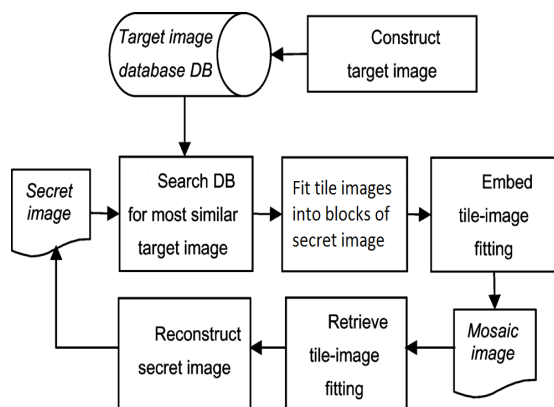 Target image
database DB
Construct
target image
Secret
image
Search DB
for most similar
target image
Fit tile images
into blocks of
secret image
Embed
tile-image
fitting
Reconstruct
secret image
Retrieve
tile-image
fitting
Mosaic
image